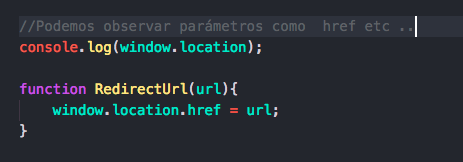 //Podemos observar parámetros como  href etc ..
console.log(window.location);
function RedirectUrl(url){
    window.location.href = url;
}